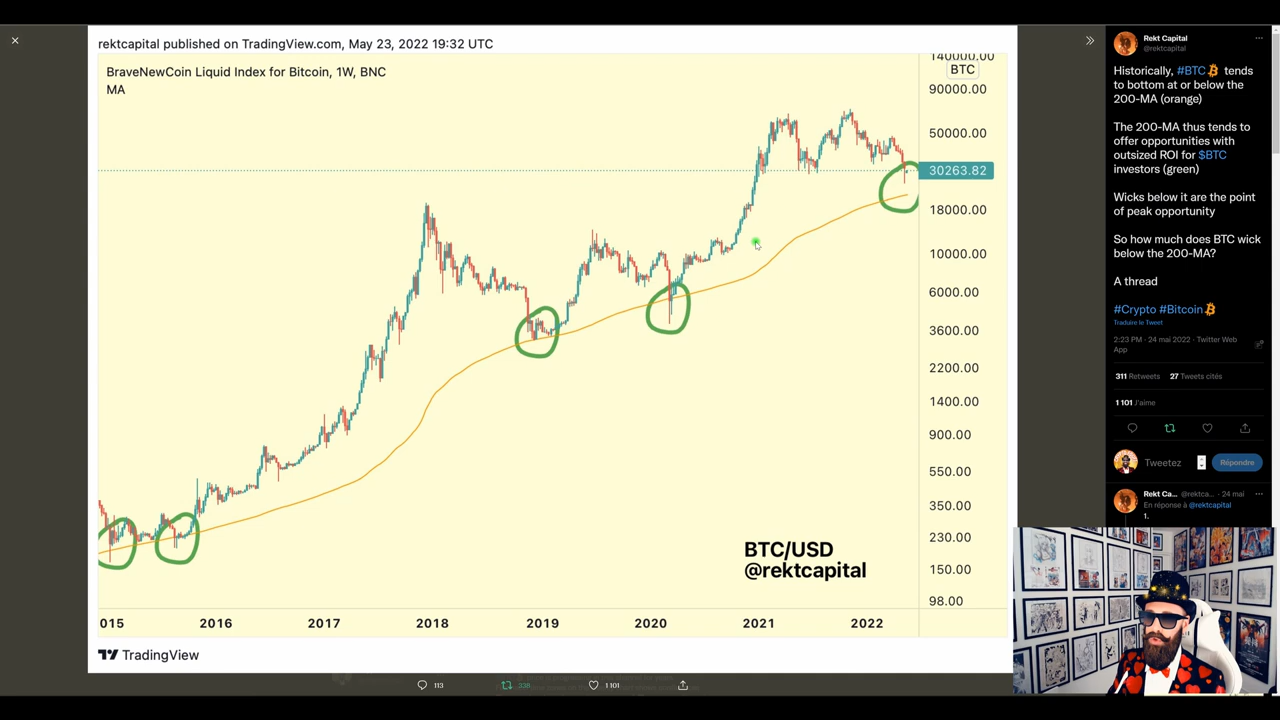 rektcapital published on TradingView.com, May 23, 2022 19:32 UTC
BraveNewCoin Liquid Index for Bitcoin, 1W, BNC
MA
140000.00
BTC
90000.00
50000.00
30263.82
18000.00
10000.00
6000.00
3600.00
2200.00
1400.00
900.00
550.00
350.00
230.00
150.00
98.00
BTC/USD
@rektcapital
015 2016 2017 2018 2019 2020 2021 2022
TradingView
113 338 1 101
Rekt Capital
@rektcapital
Historically, #BTC tends
to bottom at or below the
200-MA (orange)
The 200-MA thus tends to
offer opportunities with
outsized ROI for $BTC
investors (green)
Wicks below it are the point
of peak opportunity
So how much does BTC wick
below the 200-MA?
A thread
#Crypto #Bitcoin
Traduire le Tweet
2:23 PM · 24 mai 2022 · Twitter Web
App
311 Retweets 27 Tweets cités
1 101 J'aime
Tweetez
Répondre
Rekt Ca... @rektca... · 24 mai
En réponse à @rektcapital
1.